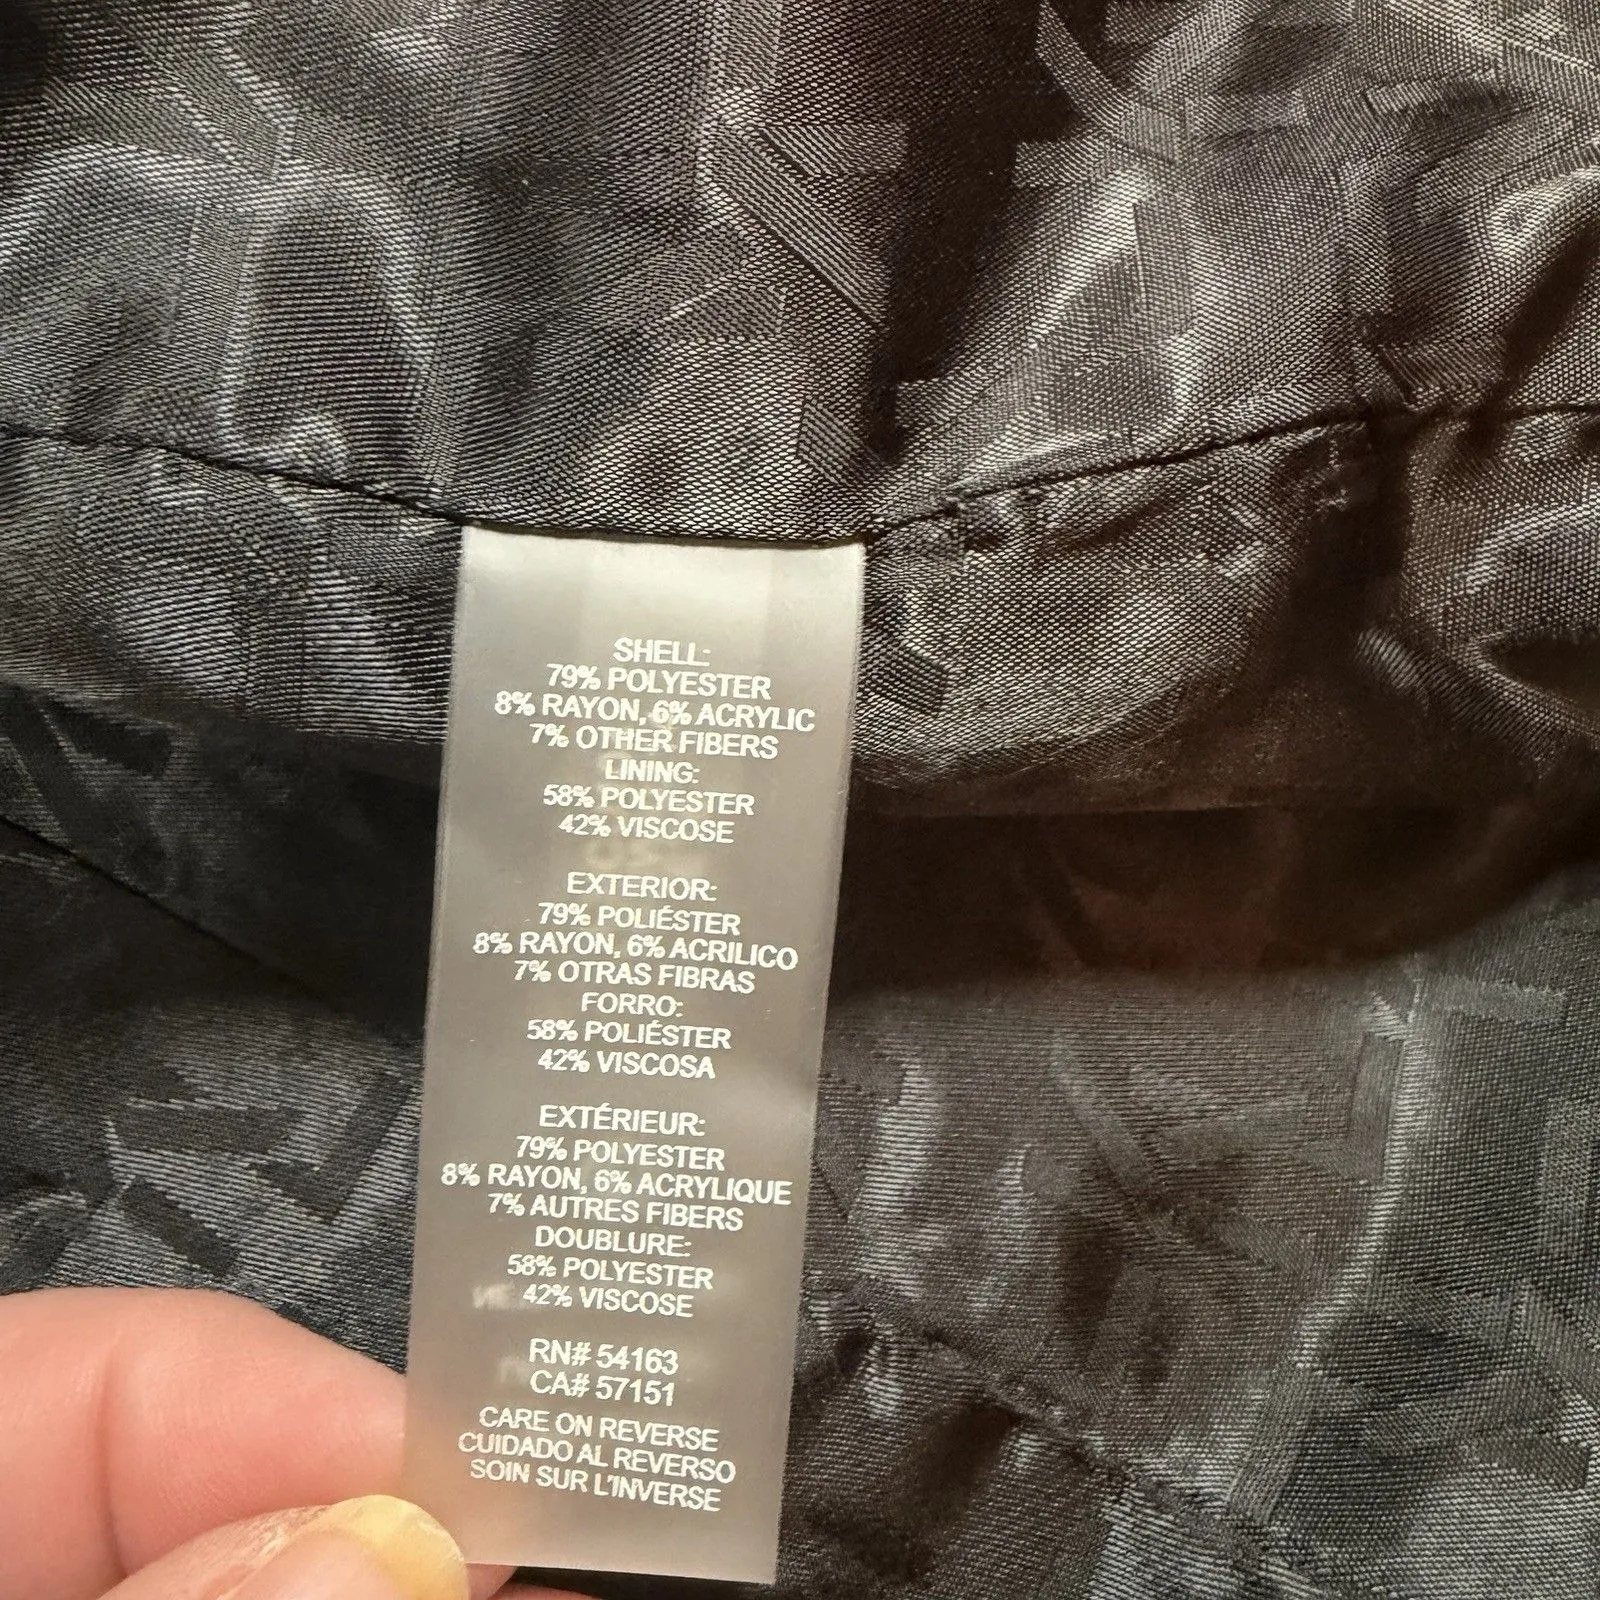 SHELL:
79% POLYESTER
8% RAYON, 6% ACRYLIC
7% OTHER FIBERS
LINING:
58% POLYESTER
42% VISCOSE
EXTERIOR:
79% POLIÉSTER
8% RAYON, 6% ACRILICO
7% OTRAS FIBRAS
FORRO:
58% POLIÉSTER
42% VISCOSA
EXTÉRIEUR:
79% POLYESTER
8% RAYON, 6% ACRYLIQUE
7% AUTRES FIBERS
DOUBLURE:
58% POLYESTER
42% VISCOSE
RN# 54163
CA# 57151
CARE ON REVERSE
CUIDADO AL REVERSO
SOIN SUR L'INVERSE